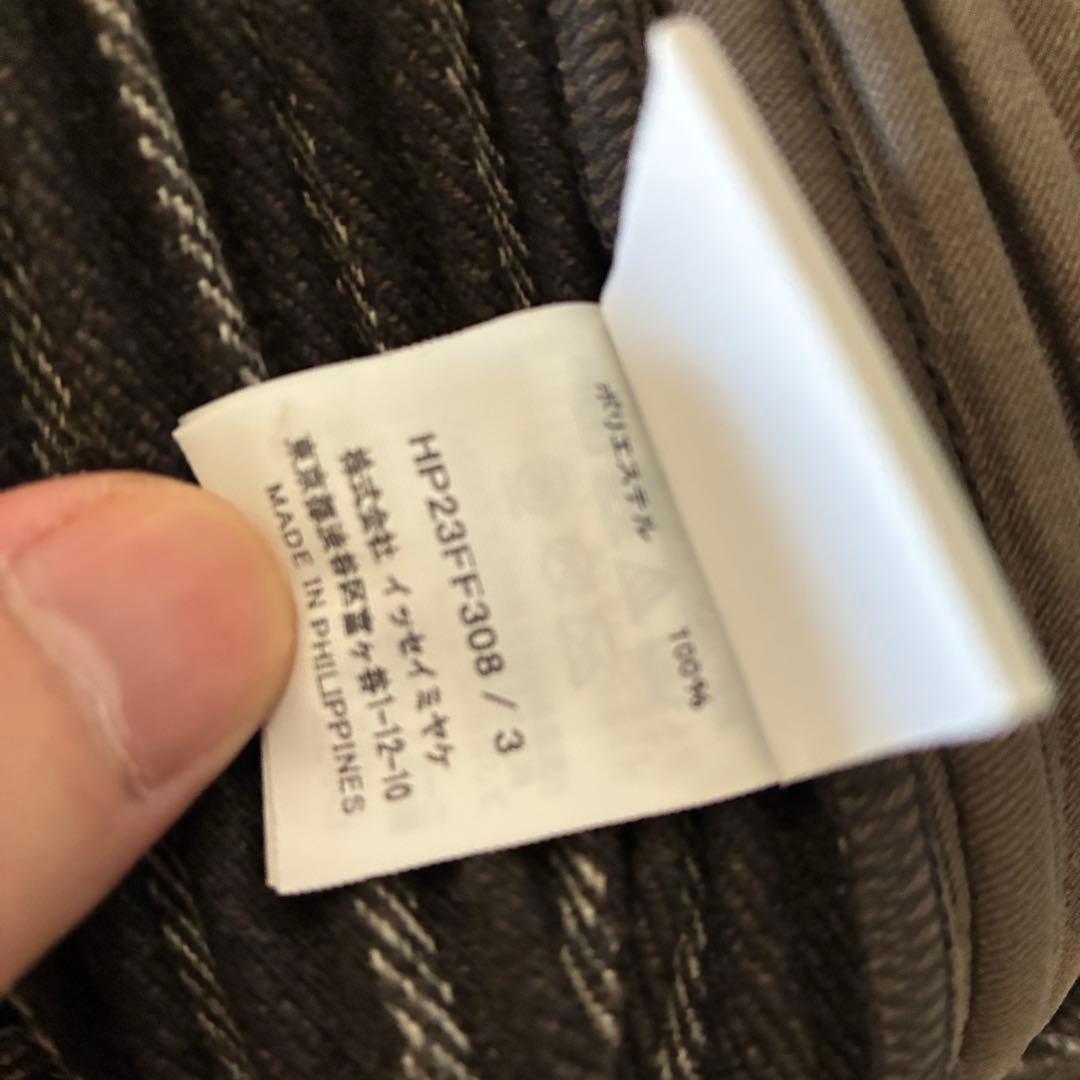 ポリエステル 100%
HP23FF308 / 3
株式会社 イッセイミヤケ
東京都渋谷区富ヶ谷1-12-10
MADE IN PHILIPPINES